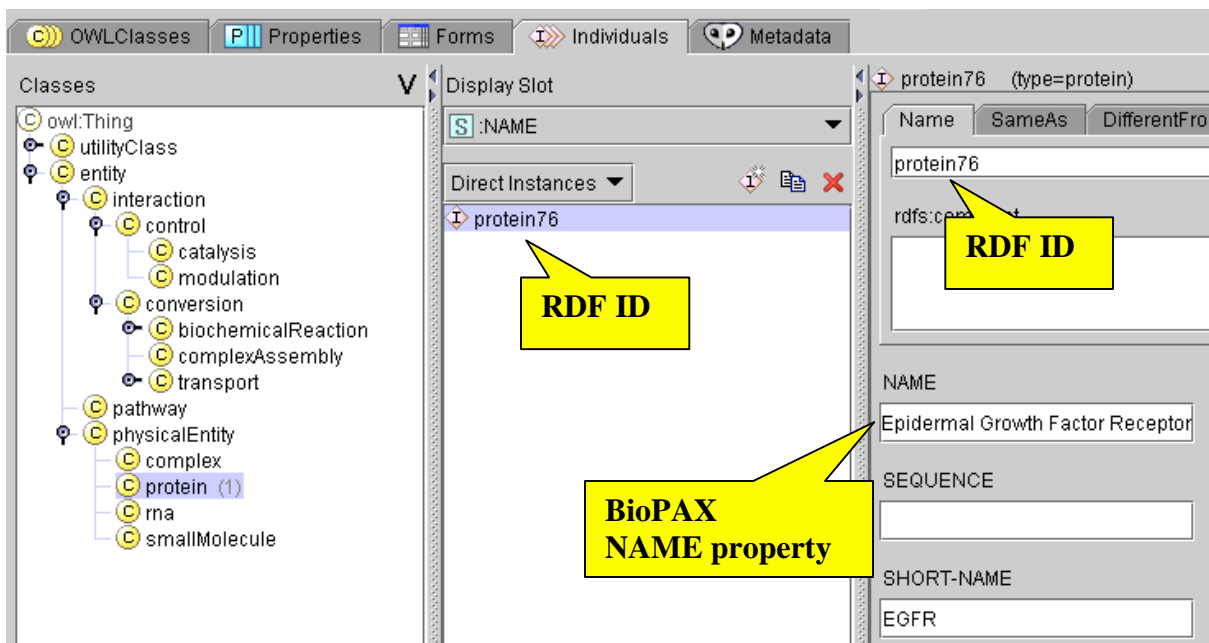 OWLClasses
Properties
Forms
Individuals
Metadata
Classes
V
C owl:Thing
C utilityClass
C entity
C interaction
C control
C catalysis
C modulation
C conversion
C biochemicalReaction
C complexAssembly
C transport
C pathway
C physicalEntity
C complex
C protein (1)
C rna
C smallMolecule
Display Slot
S :NAME
Direct Instances
I protein76
RDF ID
I protein76 (type=protein)
Name
SameAs
DifferentFro
protein76
RDF ID
NAME
Epidermal Growth Factor Receptor
BioPAX
NAME property
SEQUENCE
SHORT-NAME
EGFR